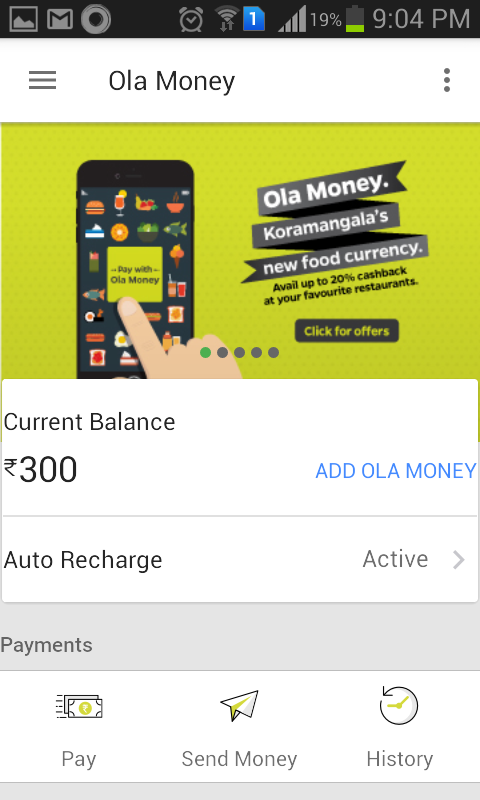 1 19% 9:04 PM
Ola Money
Ola Money.
Koramangala's
new food currency.
Avail up to 20% cashback
at your favourite restaurants.
Click for offers
Pay with
Ola Money
Current Balance
₹300
ADD OLA MONEY
Auto Recharge
Active
Payments
Pay
Send Money
History